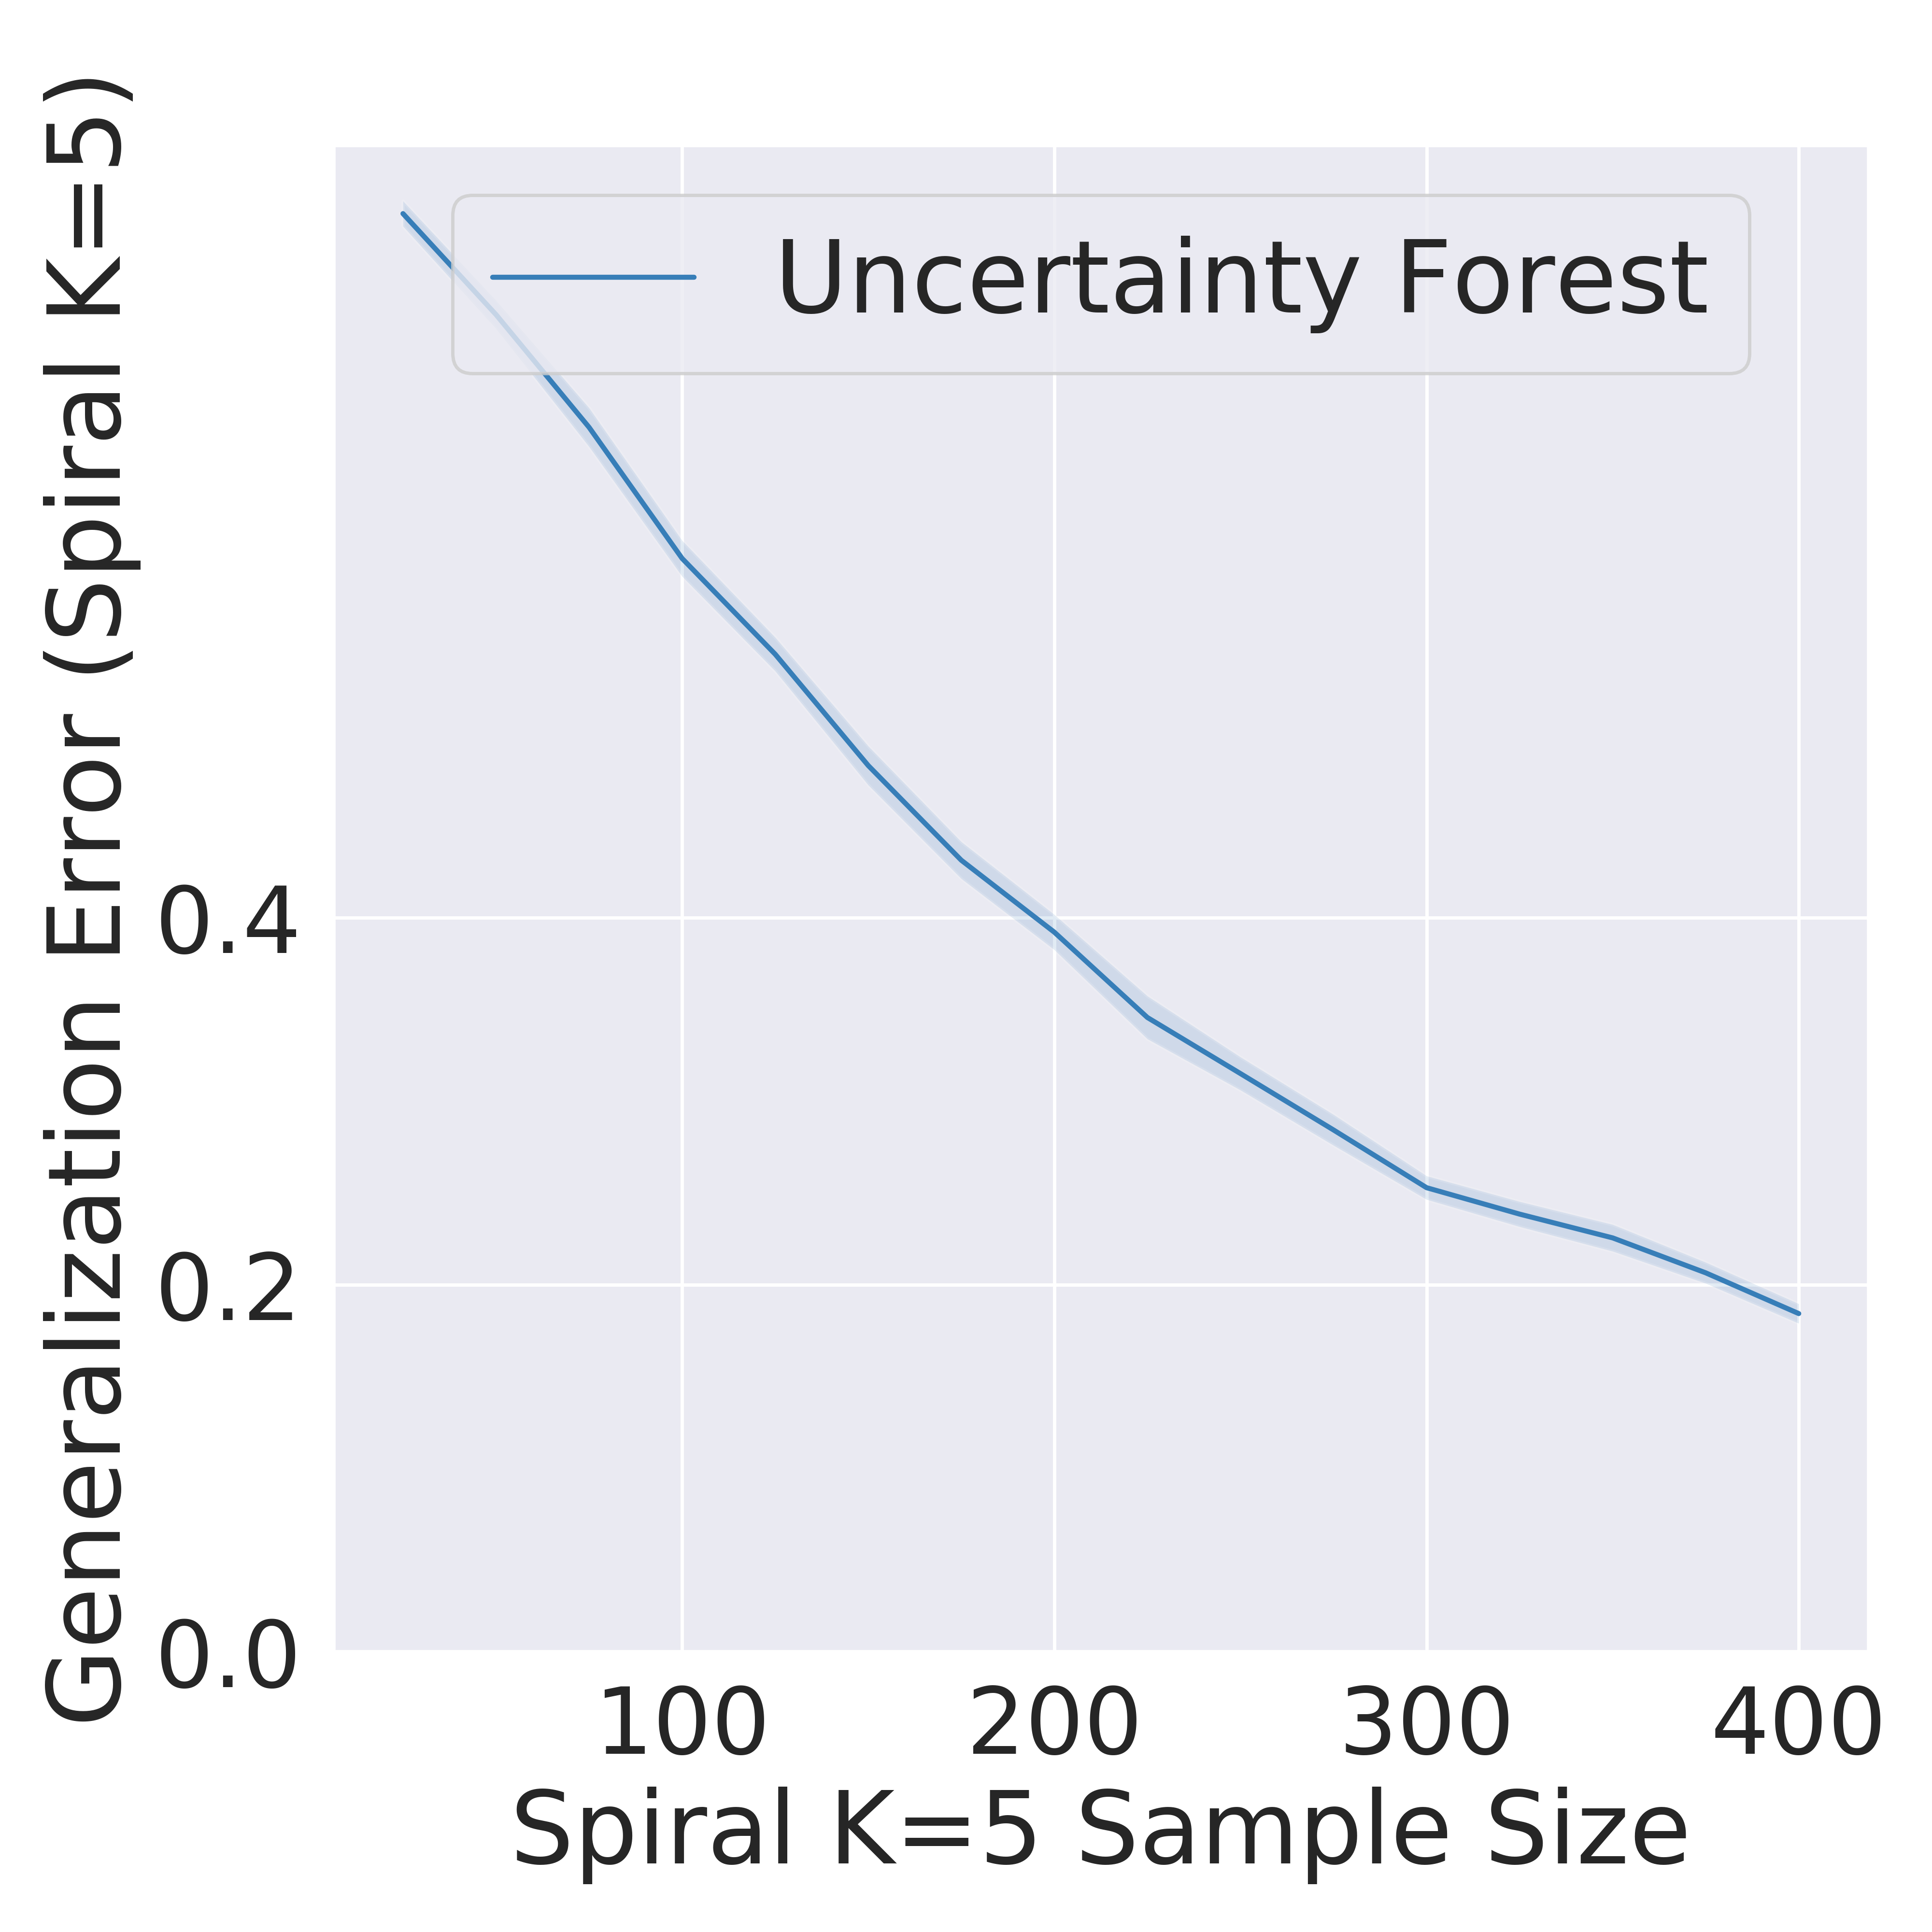 Generalization Error (Spiral K=5)
Uncertainty Forest
0.4
0.2
0.0
100 200 300 400
Spiral K=5 Sample Size